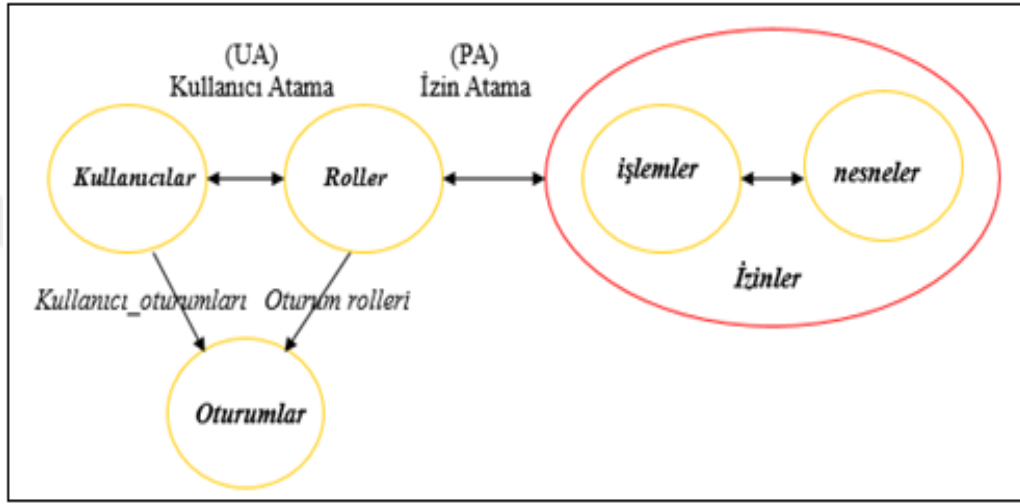 (UA)
Kullanıcı Atama
(PA)
İzin Atama
Kullanıcılar
Roller
işlemler
nesneler
İzinler
Kullanıcı_oturumları
Oturum rolleri
Oturumlar